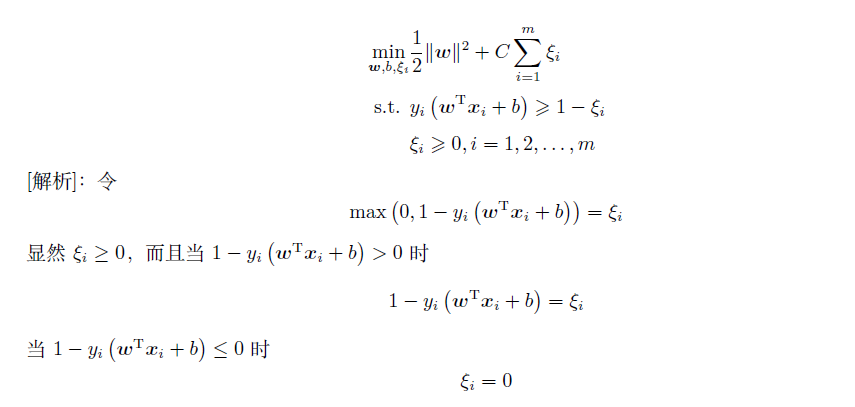 $$\min_{\boldsymbol{w},b,\xi_i} \frac{1}{2}\|\boldsymbol{w}\|^2 + C\sum_{i=1}^{m}\xi_i$$
$$\text{s.t. } y_i\left(\boldsymbol{w}^{\mathrm{T}}\boldsymbol{x}_i + b\right) \geqslant 1 - \xi_i$$
$$\xi_i \geqslant 0, i = 1, 2, \ldots, m$$
[解析]：令
$$\max\left(0, 1 - y_i\left(\boldsymbol{w}^{\mathrm{T}}\boldsymbol{x}_i + b\right)\right) = \xi_i$$
显然 $\xi_i \geq 0$，而且当 $1 - y_i\left(\boldsymbol{w}^{\mathrm{T}}\boldsymbol{x}_i + b\right) > 0$ 时
$$1 - y_i\left(\boldsymbol{w}^{\mathrm{T}}\boldsymbol{x}_i + b\right) = \xi_i$$
当 $1 - y_i\left(\boldsymbol{w}^{\mathrm{T}}\boldsymbol{x}_i + b\right) \leq 0$ 时
$$\xi_i = 0$$